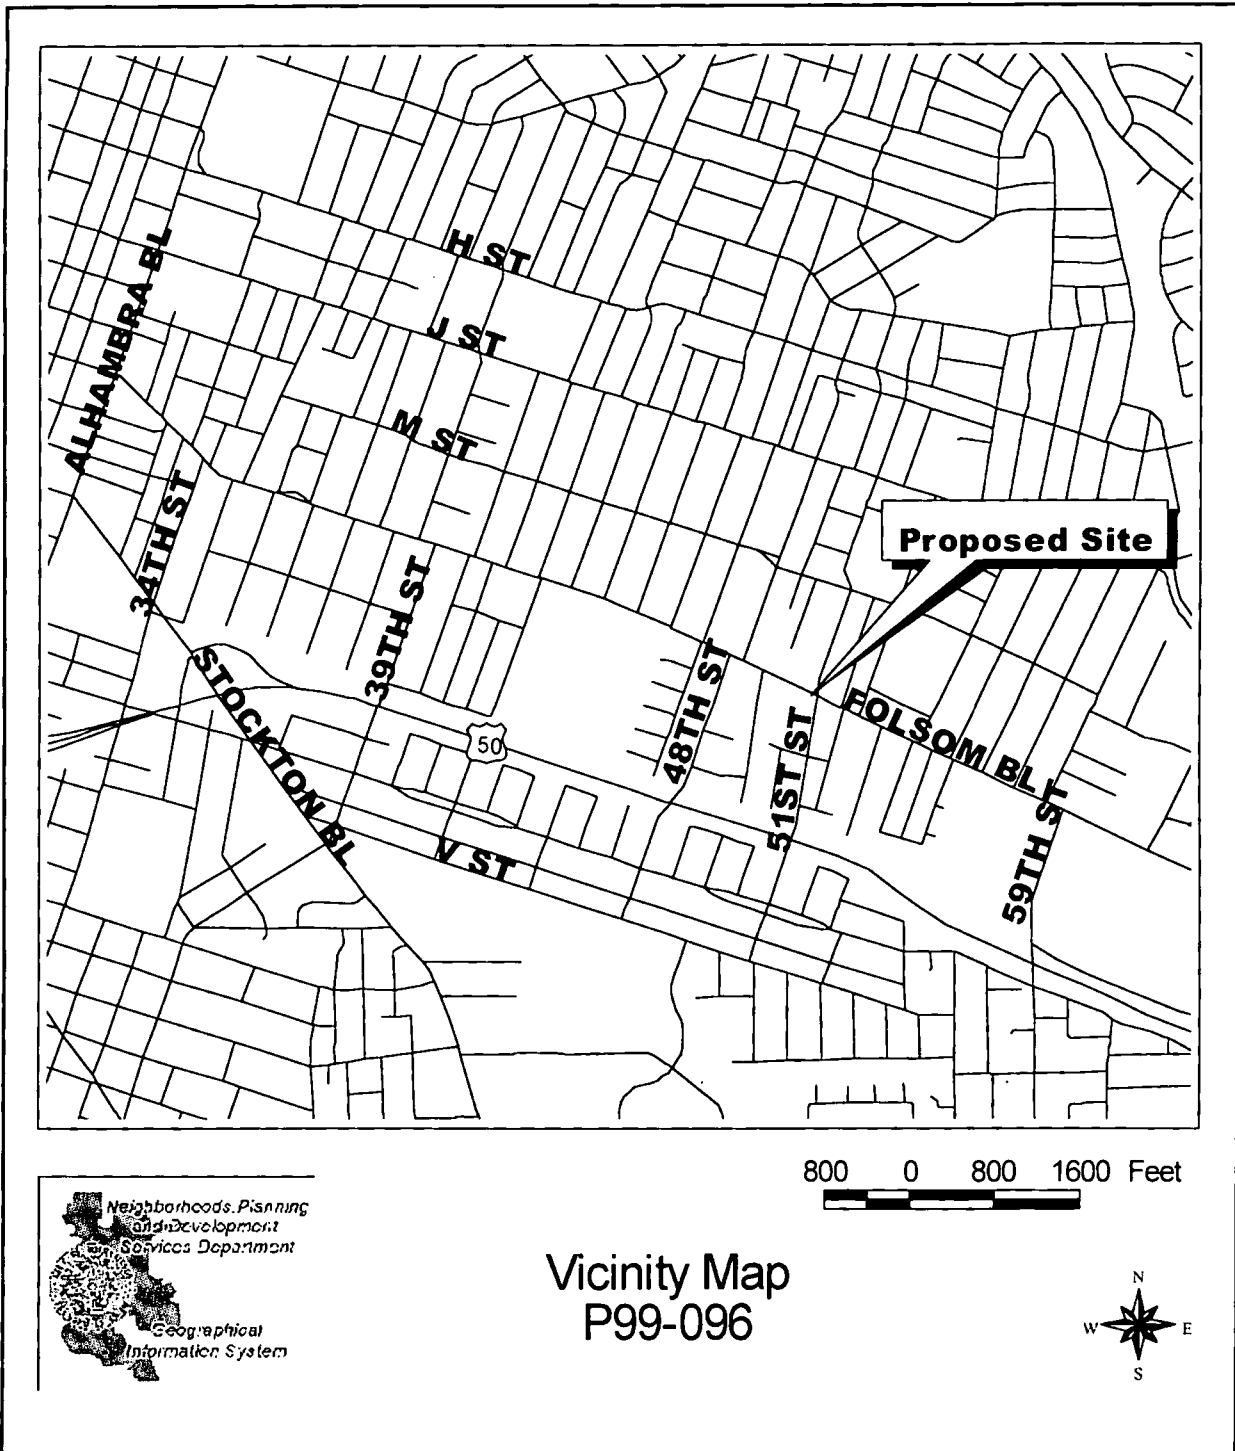 H ST
J ST
M ST
ALHAMBRA BL
34TH ST
39TH ST
Proposed Site
48TH ST
51ST ST
FOLSOM BL
59TH ST
STOCKTON BL
50
V ST
800 0 800 1600 Feet
Neighborhoods, Planning
and Development
Services Department
Geographical
Information System
Vicinity Map
P99-096
N
W E
S